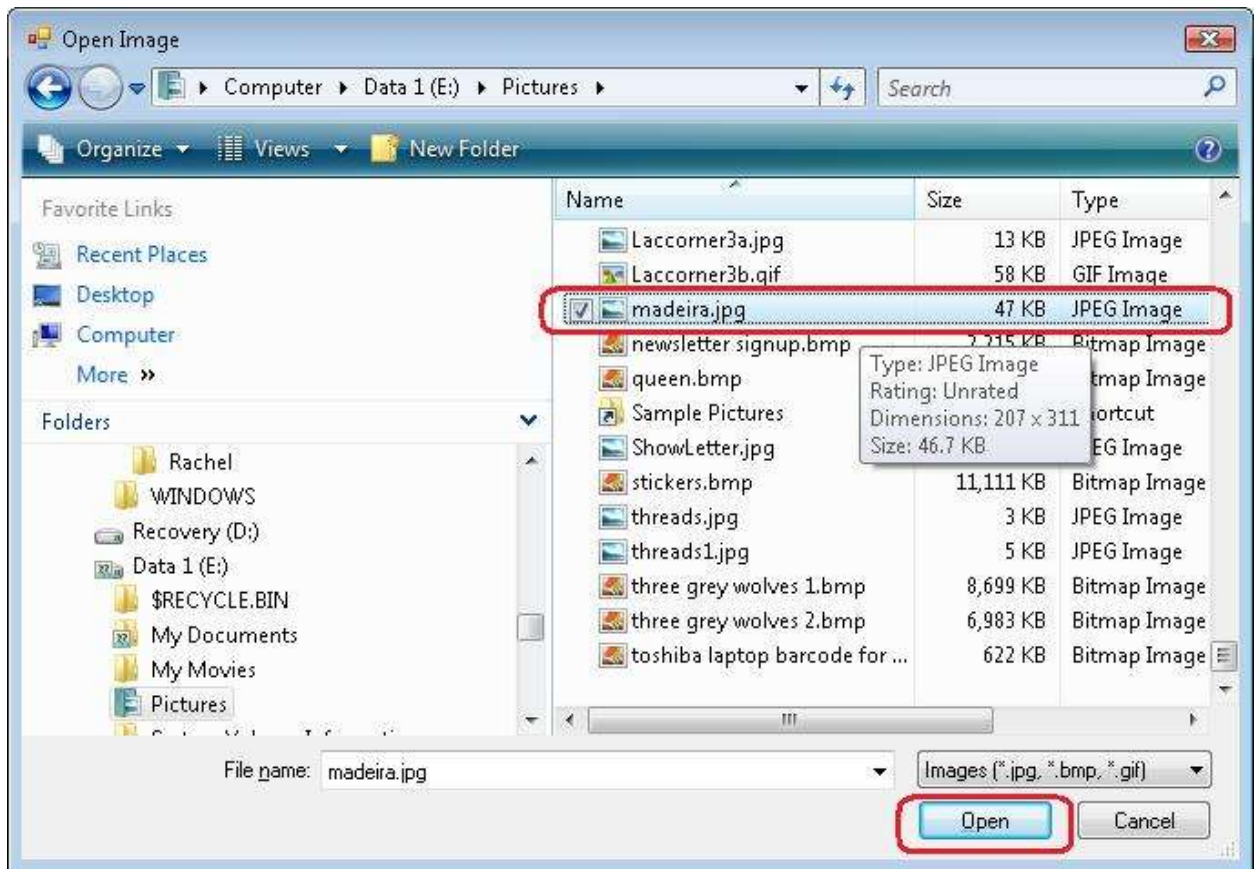 Open Image
Computer Data 1 (E:) Pictures
Search
Organize Views New Folder
Favorite Links
Recent Places
Desktop
Computer
More »
Folders
Rachel
WINDOWS
Recovery (D:)
Data 1 (E:)
$RECYCLE.BIN
My Documents
My Movies
Pictures
Name Size Type
Laccorner3a.jpg 13 KB JPEG Image
Laccorner3b.gif 58 KB GIF Image
madeira.jpg 47 KB JPEG Image
newsletter signup.bmp 2,215 KB Bitmap Image
queen.bmp
Sample Pictures
ShowLetter.jpg
Type: JPEG Image
Rating: Unrated
Dimensions: 207 x 311
Size: 46.7 KB
stickers.bmp 11,111 KB Bitmap Image
threads.jpg 3 KB JPEG Image
threads1.jpg 5 KB JPEG Image
three grey wolves 1.bmp 8,699 KB Bitmap Image
three grey wolves 2.bmp 6,983 KB Bitmap Image
toshiba laptop barcode for ... 622 KB Bitmap Image
File name: madeira.jpg Images (*.jpg, *.bmp, *.gif)
Open Cancel